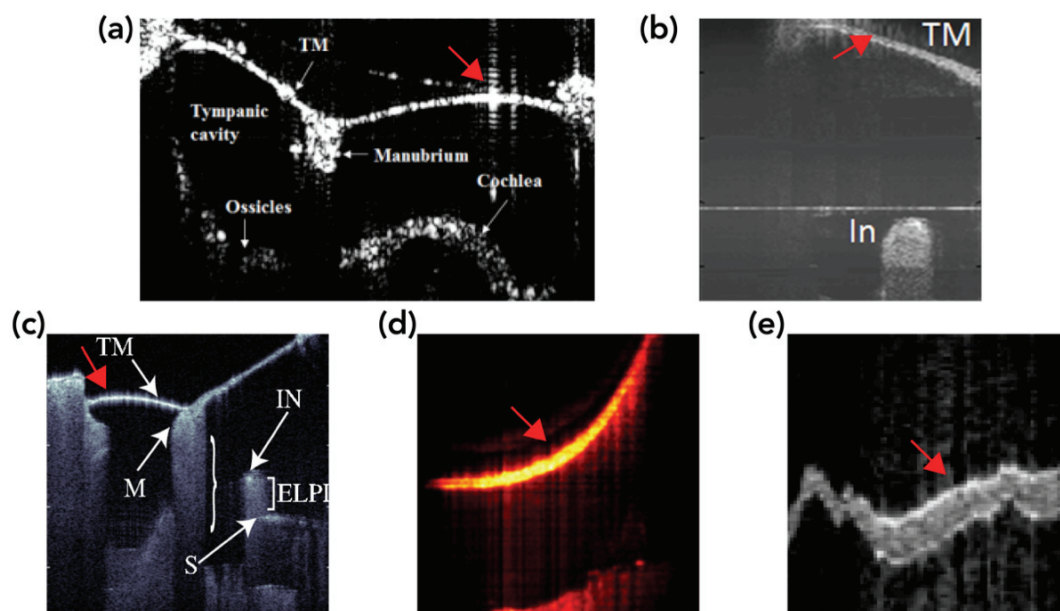 (a)
TM
Tympanic
cavity
Manubrium
Cochlea
Ossicles
(b)
TM
In
(c)
TM
IN
M
ELPI
S
(d)
(e)